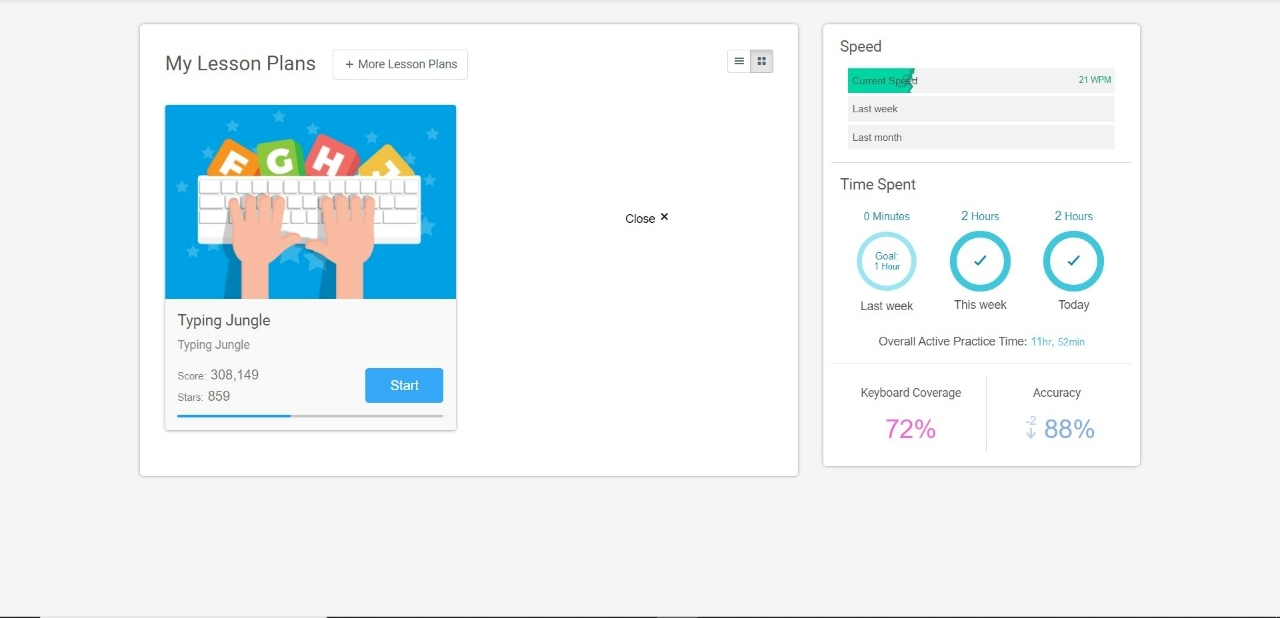 My Lesson Plans
+ More Lesson Plans
F G H J
Typing Jungle
Typing Jungle
Score: 308,149
Stars: 859
Start
Close ×
Speed
Current Speed 21 WPM
Last week
Last month
Time Spent
0 Minutes 2 Hours 2 Hours
Goal:
1 Hour
Last week This week Today
Overall Active Practice Time: 11hr, 52min
Keyboard Coverage Accuracy
72% -2 88%